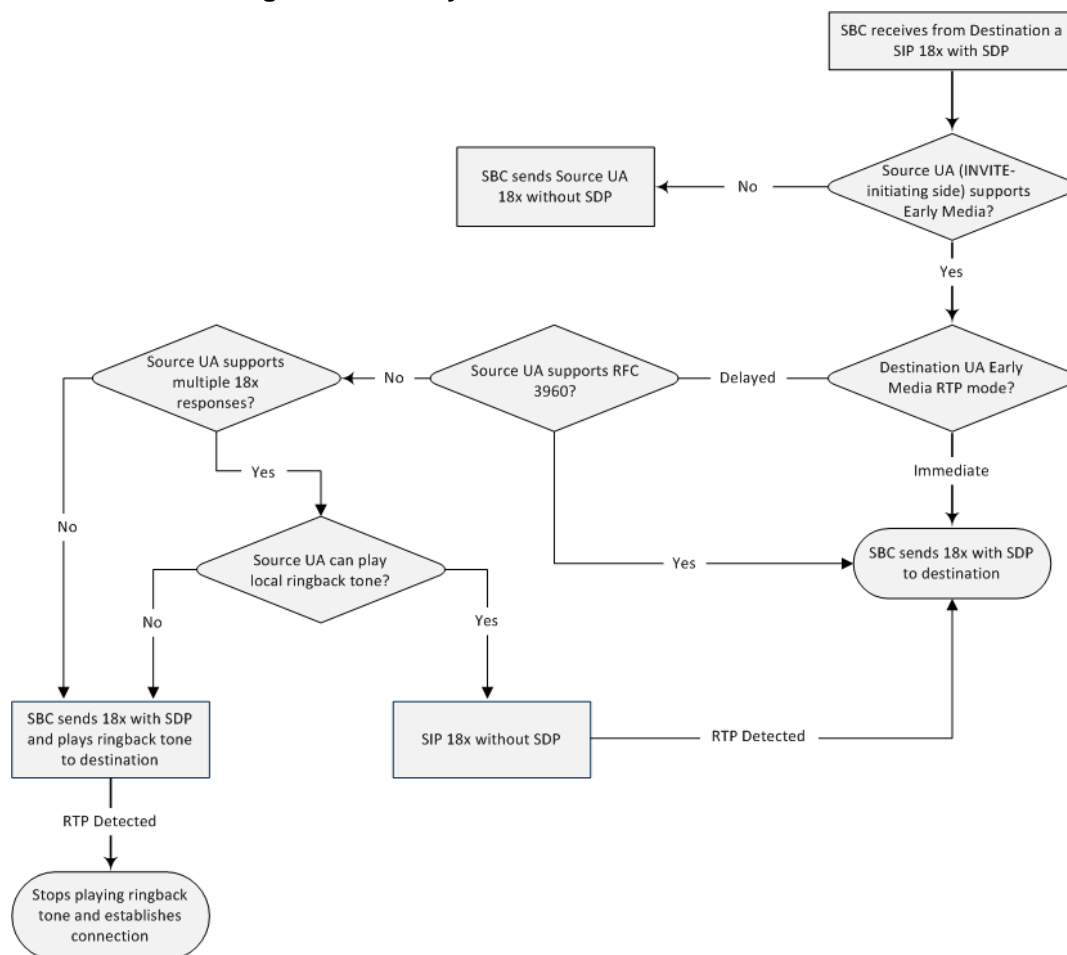 SBC receives from Destination a
SIP 18x with SDP
SBC sends Source UA
18x without SDP
No
Source UA (INVITE-
initiating side) supports
Early Media?
Yes
Source UA supports
multiple 18x
responses?
No
Source UA supports RFC
3960?
Delayed
Destination UA Early
Media RTP mode?
Yes
Immediate
No
Source UA can play
local ringback tone?
Yes
SBC sends 18x with SDP
to destination
No
Yes
SBC sends 18x with SDP
and plays ringback tone
to destination
SIP 18x without SDP
RTP Detected
RTP Detected
Stops playing ringback
tone and establishes
connection